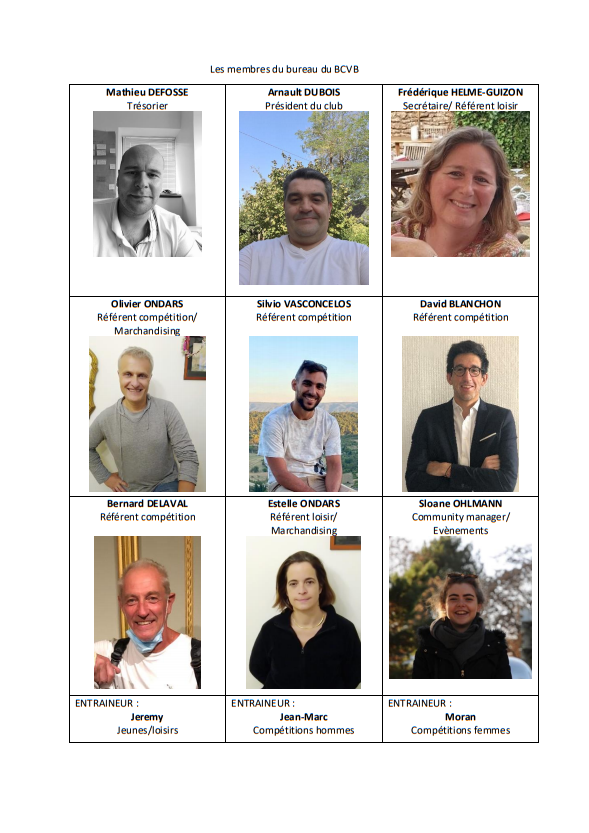 Les membres du bureau du BCVB
Mathieu DEFOSSE
Trésorier
Arnault DUBOIS
Président du club
Frédérique HELME-GUIZON
Secrétaire/ Référent loisir
Olivier ONDARS
Référent compétition/
Marchandising
Silvio VASCONCELOS
Référent compétition
David BLANCHON
Référent compétition
Bernard DELAVAL
Référent compétition
Estelle ONDARS
Référent loisir/
Marchandising
Sloane OHLMANN
Community manager/
Evènements
ENTRAINEUR :
Jeremy
Jeunes/loisirs
ENTRAINEUR :
Jean-Marc
Compétitions hommes
ENTRAINEUR :
Moran
Compétitions femmes